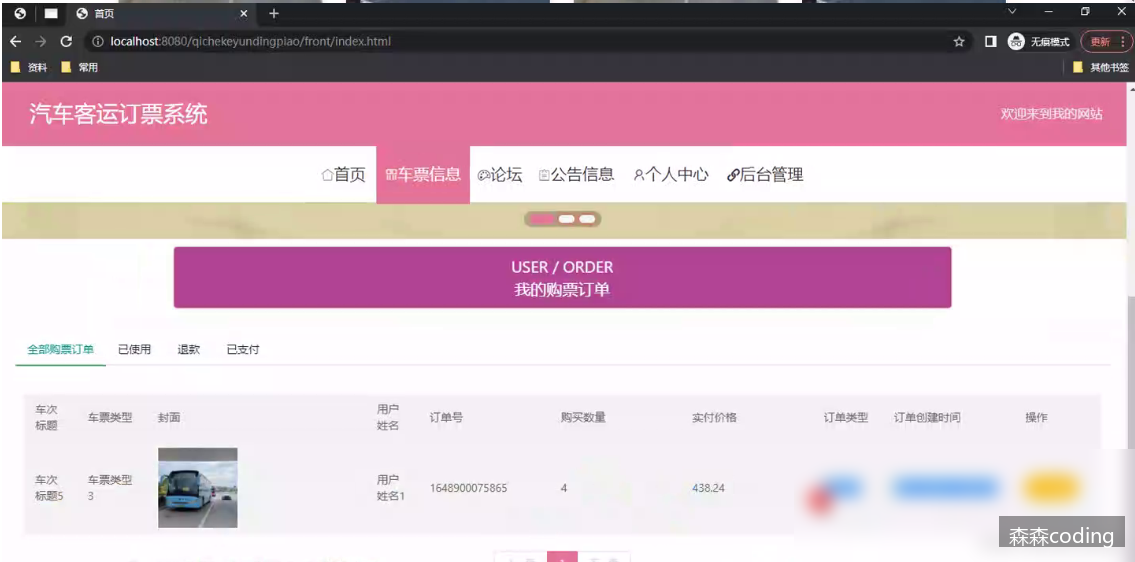 首页
localhost:8080/qichekeyundingpiao/front/index.html
无痕模式
更新
资料
常用
其他书签
汽车客运订票系统
欢迎来到我的网站
首页
车票信息
论坛
公告信息
个人中心
后台管理
USER / ORDER
我的购票订单
全部购票订单
已使用
退款
已支付
车次
标题
车票类型
封面
用户
姓名
订单号
购买数量
实付价格
订单类型
订单创建时间
操作
车次
标题5
车票类型
3
用户
姓名1
1648900075865
4
438.24
森森coding